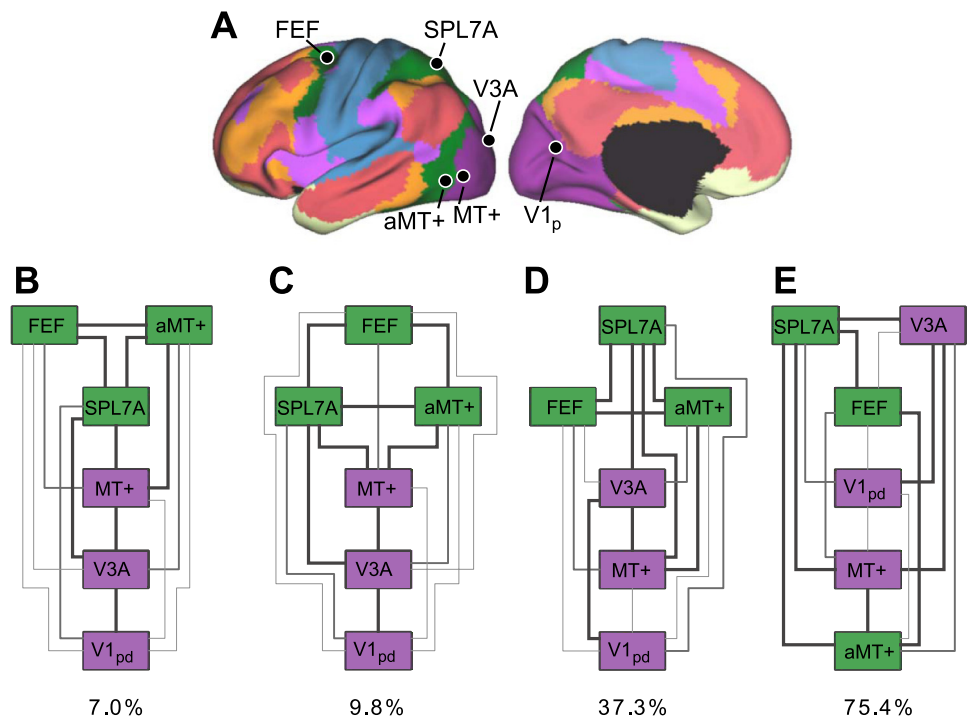 A
FEF
SPL7A
V3A
aMT+
MT+
V1p
B
FEF
aMT+
SPL7A
MT+
V3A
V1pd
7.0%
C
FEF
SPL7A
aMT+
MT+
V3A
V1pd
9.8%
D
SPL7A
FEF
aMT+
V3A
MT+
V1pd
37.3%
E
SPL7A
V3A
FEF
V1pd
MT+
aMT+
75.4%